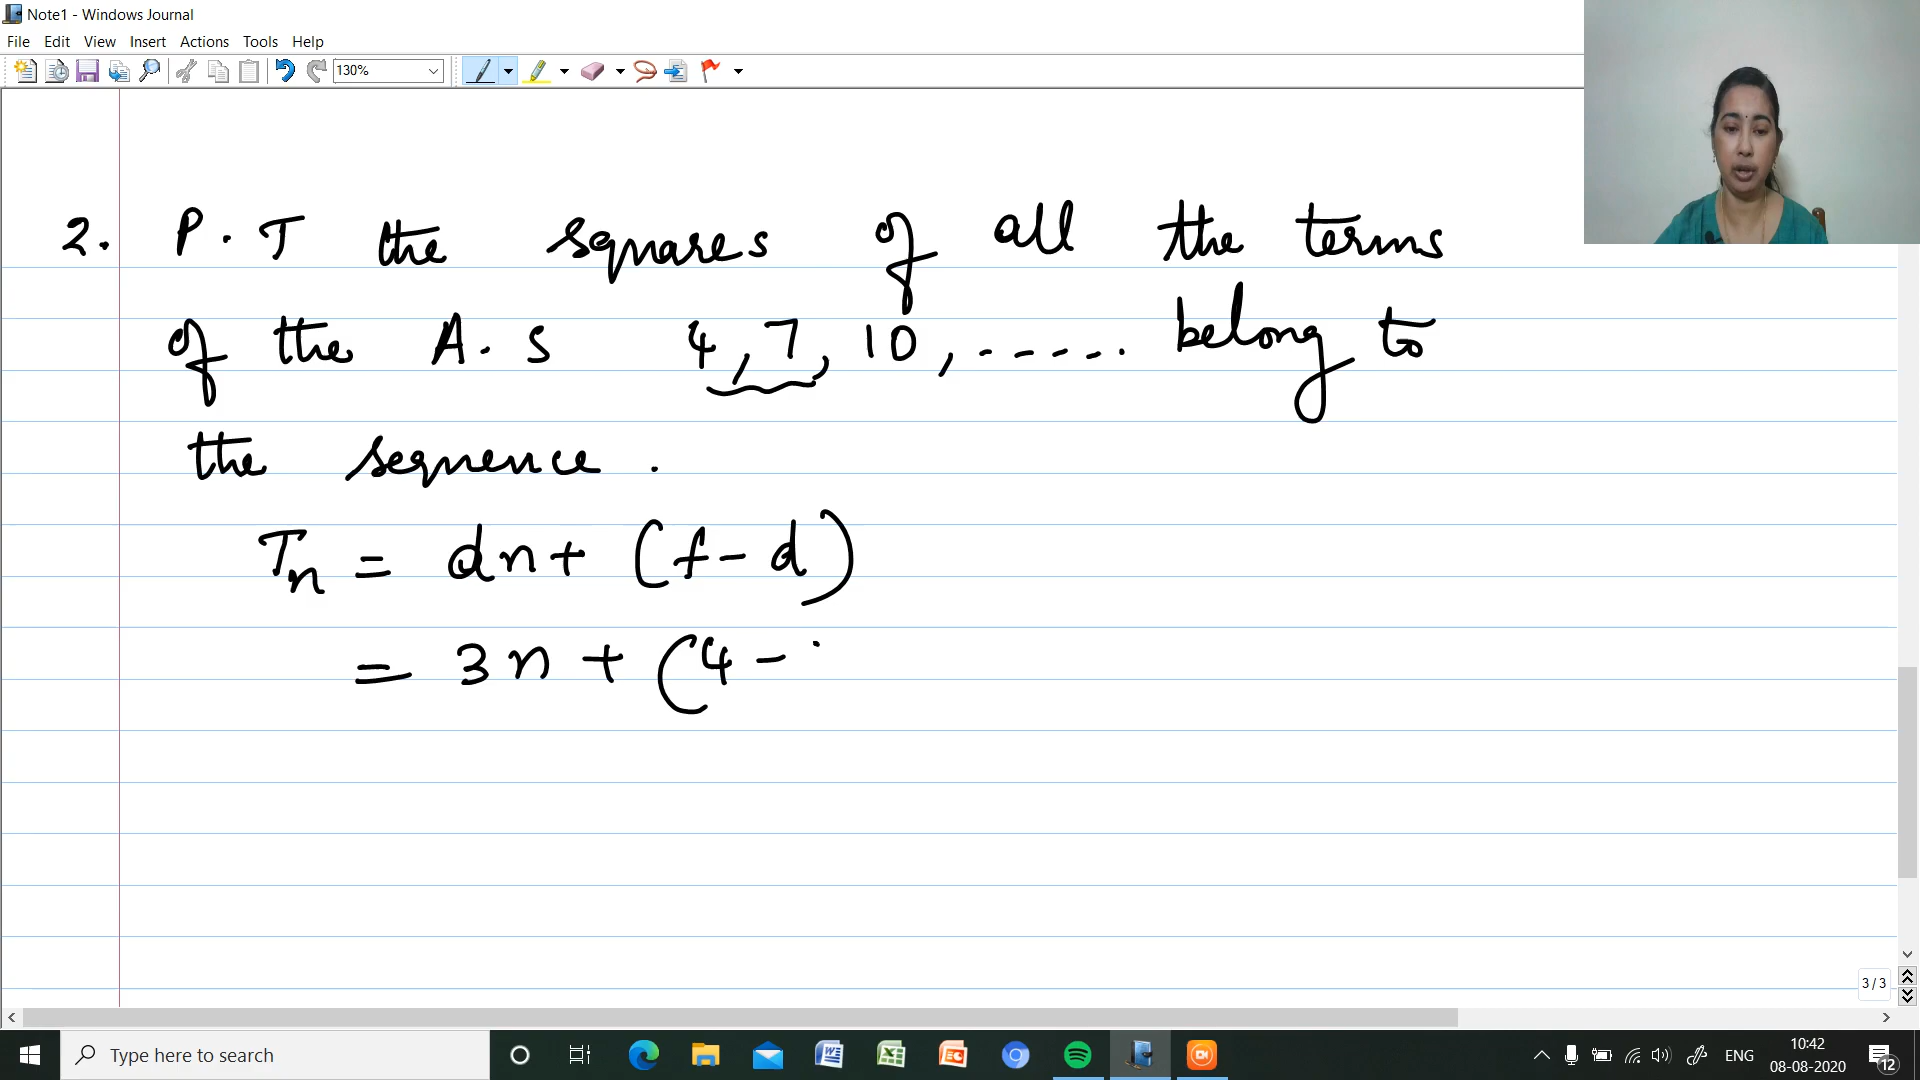 Note1 - Windows Journal
File Edit View Insert Actions Tools Help
130%
2. P.T the squares of all the terms
of the A.S 4, 7, 10, ...... belong to
the sequence.
Tn = dn + (f - d)
= 3n + (4 -
3 / 3
Type here to search
ENG
10:42
08-08-2020
12